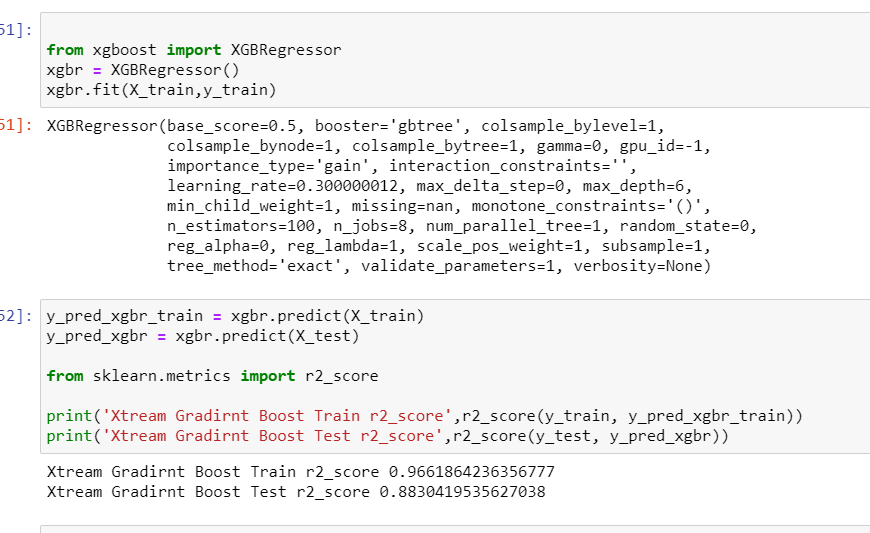 51]:
from xgboost import XGBRegressor
xgbr = XGBRegressor()
xgbr.fit(X_train,y_train)
51]: XGBRegressor(base_score=0.5, booster='gbtree', colsample_bylevel=1,
colsample_bynode=1, colsample_bytree=1, gamma=0, gpu_id=-1,
importance_type='gain', interaction_constraints='',
learning_rate=0.300000012, max_delta_step=0, max_depth=6,
min_child_weight=1, missing=nan, monotone_constraints='()',
n_estimators=100, n_jobs=8, num_parallel_tree=1, random_state=0,
reg_alpha=0, reg_lambda=1, scale_pos_weight=1, subsample=1,
tree_method='exact', validate_parameters=1, verbosity=None)
52]: y_pred_xgbr_train = xgbr.predict(X_train)
y_pred_xgbr = xgbr.predict(X_test)
from sklearn.metrics import r2_score
print('Xtream Gradirnt Boost Train r2_score',r2_score(y_train, y_pred_xgbr_train))
print('Xtream Gradirnt Boost Test r2_score',r2_score(y_test, y_pred_xgbr))
Xtream Gradirnt Boost Train r2_score 0.9661864236356777
Xtream Gradirnt Boost Test r2_score 0.8830419535627038